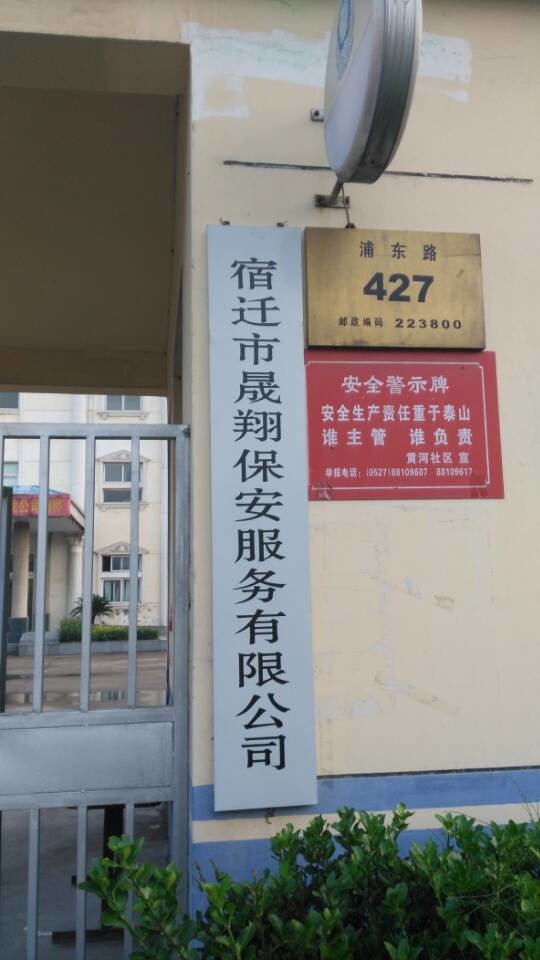 宿迁市晟翔保安服务有限公司
浦东路
427
邮政编码 223800
安全警示牌
安全生产责任重于泰山
谁主管 谁负责
黄河社区 宣
举报电话：(0527)88109607 88109617